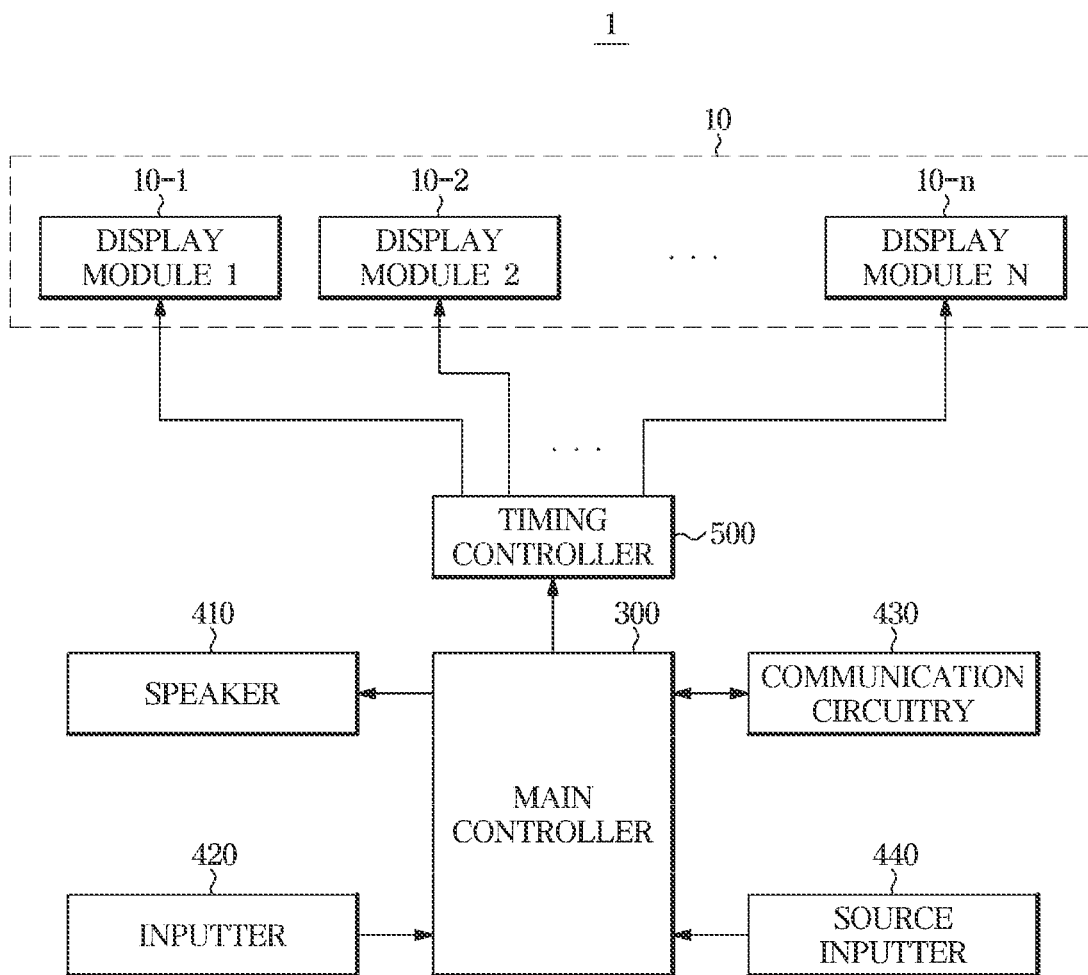 1
10
10-1
10-2
10-n
DISPLAY
MODULE 1
DISPLAY
MODULE 2
. . .
DISPLAY
MODULE N
. . .
TIMING
CONTROLLER
500
410
300
430
SPEAKER
COMMUNICATION
CIRCUITRY
MAIN
CONTROLLER
420
440
INPUTTER
SOURCE
INPUTTER